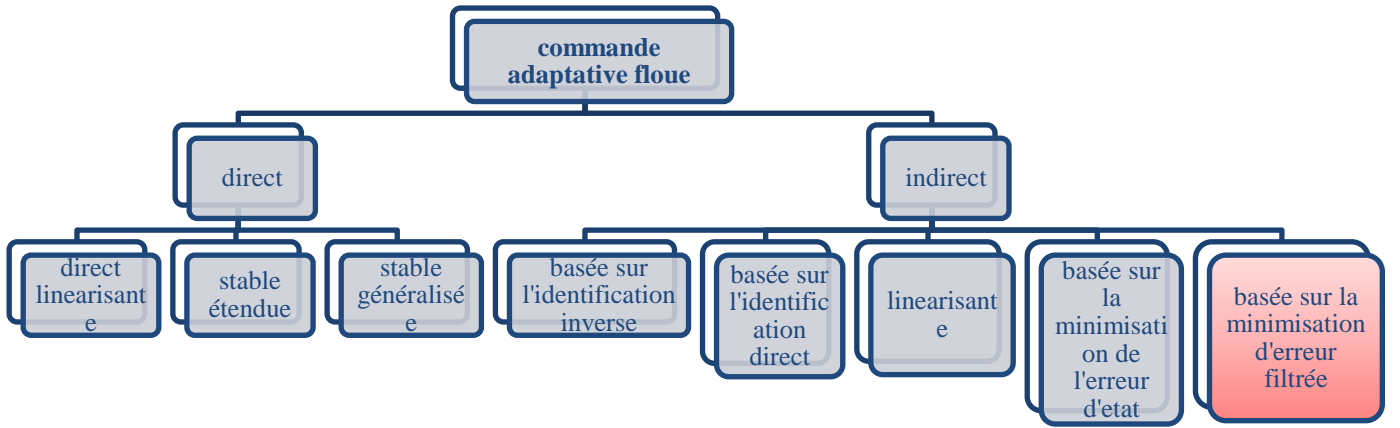 commande
adaptative floue
direct
indirect
direct
linearisant
e
stable
étendue
stable
généralisé
e
basée sur
l'identification
inverse
basée sur
l'identific
ation
direct
linearisant
e
basée sur
la
minimisati
on de
l'erreur
d'etat
basée sur la
minimisation
d'erreur
filtrée